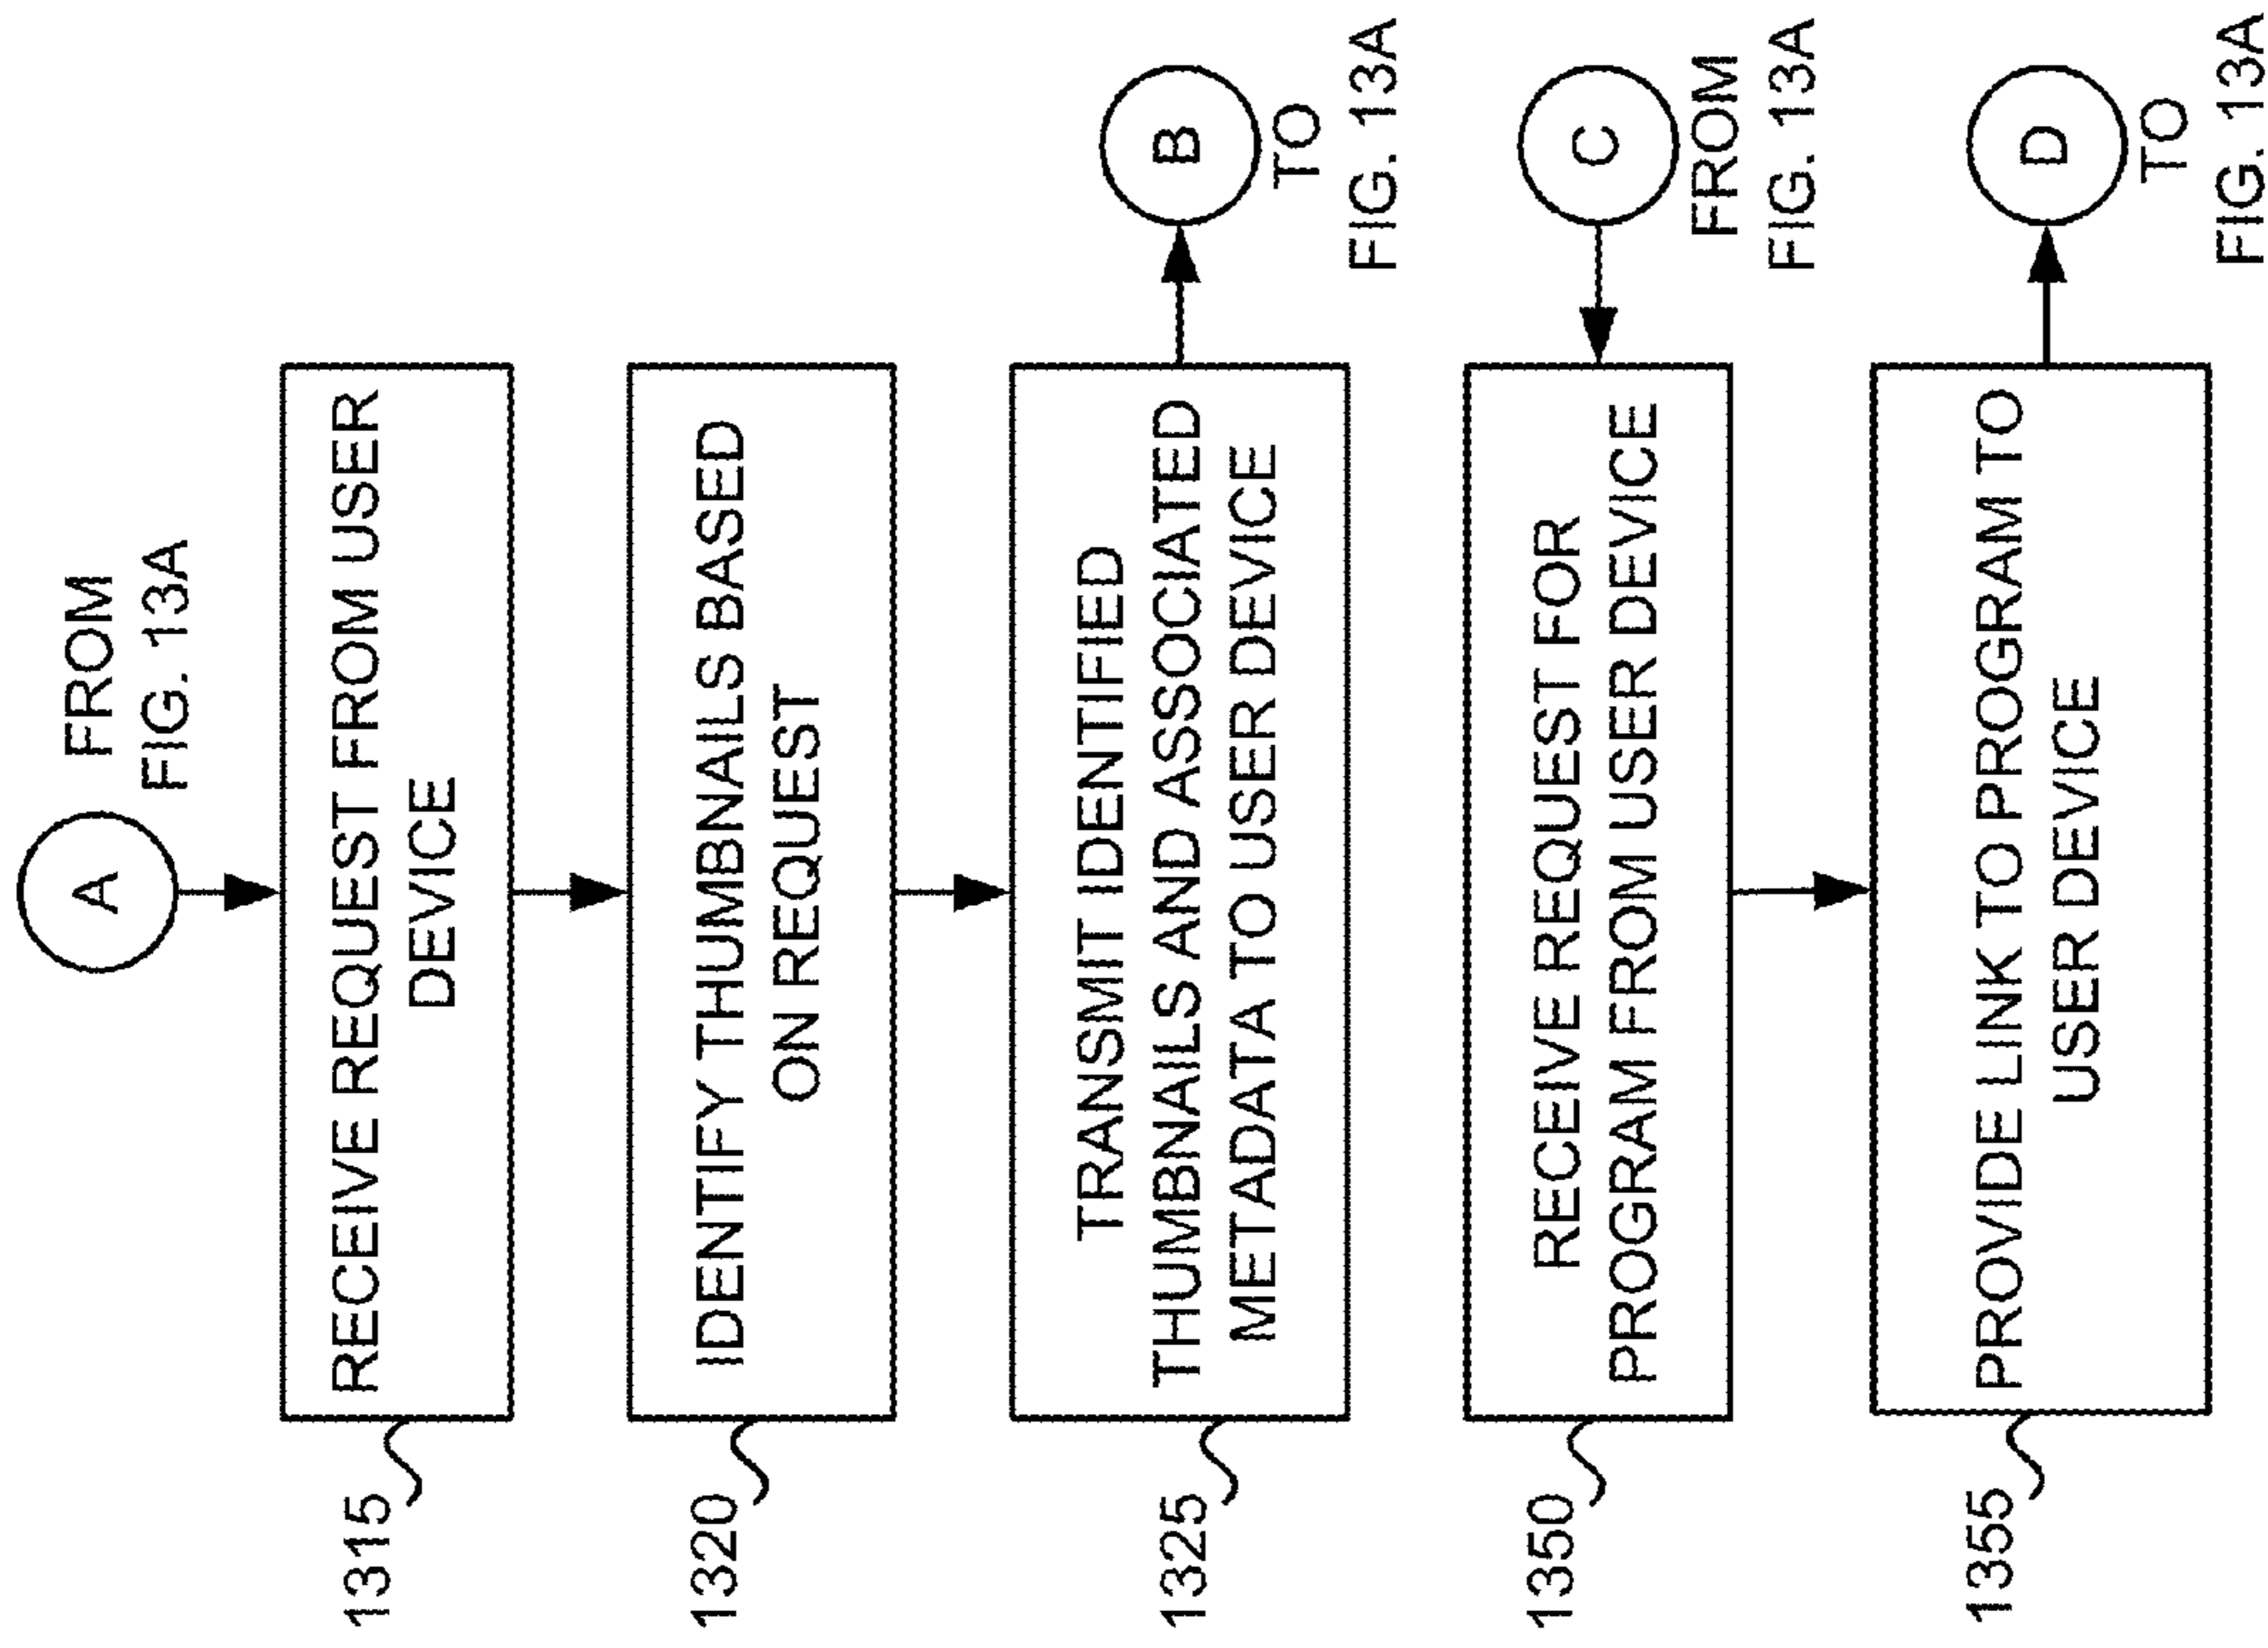 A
FROM
FIG. 13A
1315
RECEIVE REQUEST FROM USER
DEVICE
1320
IDENTIFY THUMBNAILS BASED
ON REQUEST
1325
TRANSMIT IDENTIFIED
THUMBNAILS AND ASSOCIATED
METADATA TO USER DEVICE
B
TO
FIG. 13A
1350
RECEIVE REQUEST FOR
PROGRAM FROM USER DEVICE
C
FROM
FIG. 13A
1355
PROVIDE LINK TO PROGRAM TO
USER DEVICE
D
TO
FIG. 13A